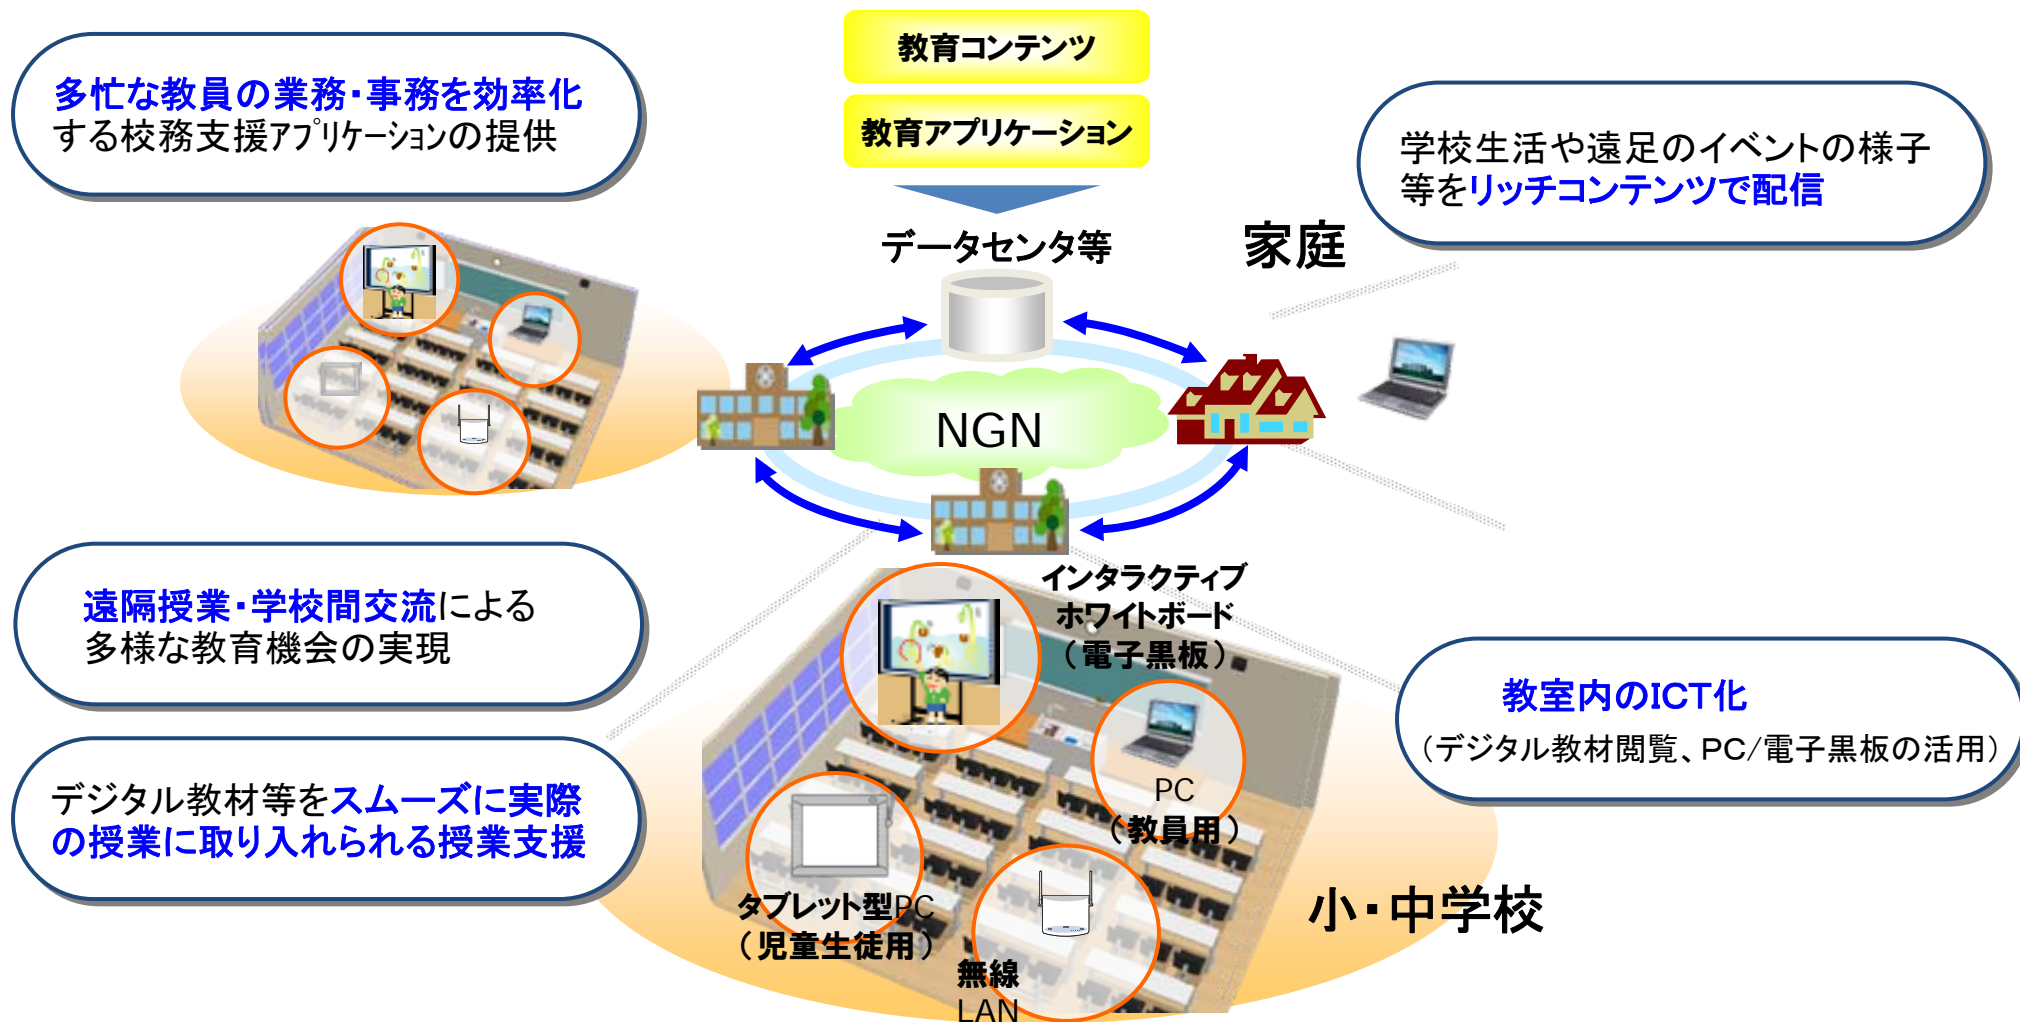 教育コンテンツ
教育アプリケーション
データセンタ等
多忙な教員の業務・事務を効率化
する校務支援アプリケーションの提供
学校生活や遠足のイベントの様子
等をリッチコンテンツで配信
家庭
NGN
遠隔授業・学校間交流による
多様な教育機会の実現
デジタル教材等をスムーズに実際
の授業に取り入れられる授業支援
インタラクティブ
ホワイトボード
（電子黒板）
PC
（教員用）
タブレット型PC
（児童生徒用）
無線
LAN
教室内のICT化
（デジタル教材閲覧、PC/電子黒板の活用）
小・中学校